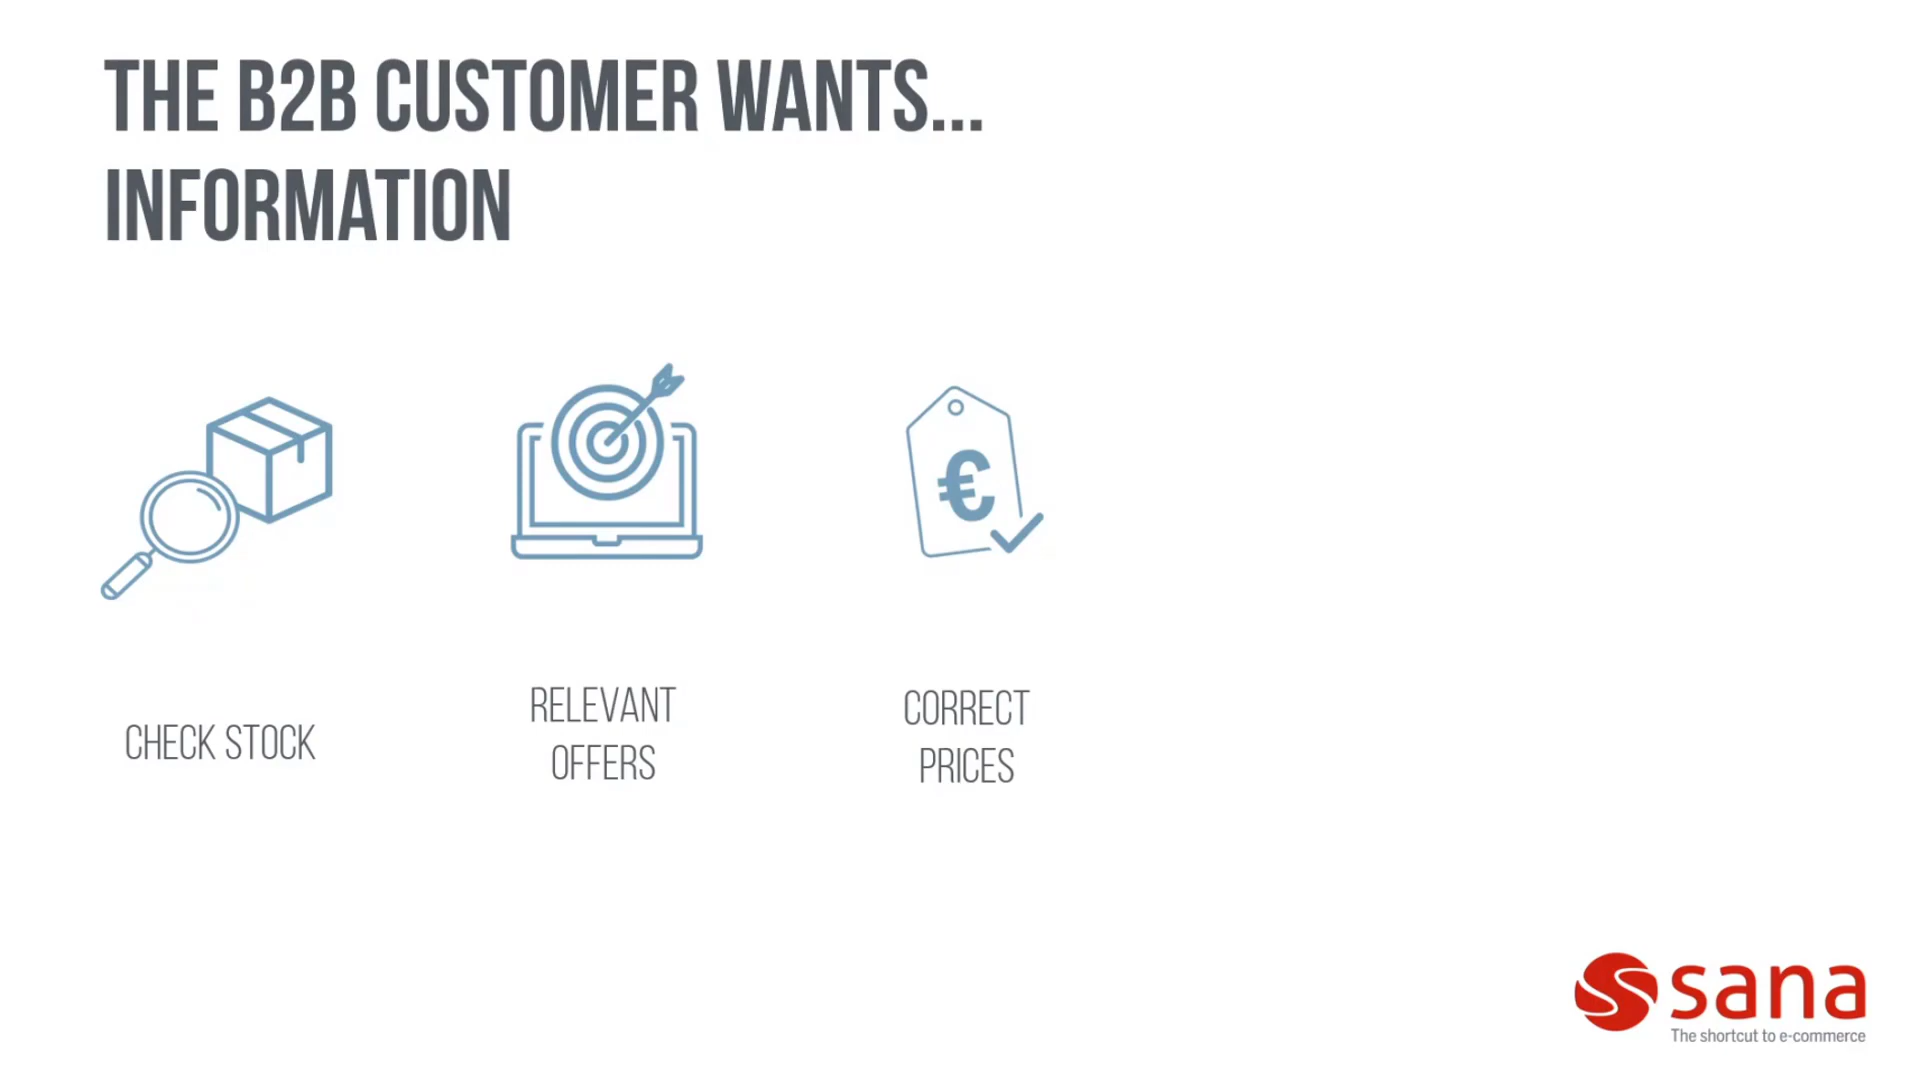 THE B2B CUSTOMER WANTS...
INFORMATION
€
CHECK STOCK
RELEVANT
OFFERS
CORRECT
PRICES
sana
The shortcut to e-commerce